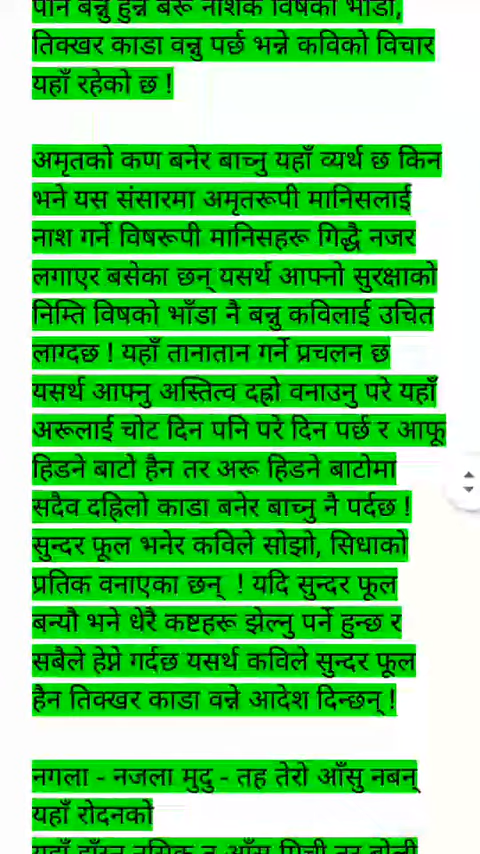 पनि बन्नु हुन्न बरू नाशक विषको भाँडा,
तिक्खर काडा वन्नु पर्छ भन्ने कविको विचार
यहाँ रहेको छ !
अमृतको कण बनेर बाच्नु यहाँ व्यर्थ छ किन
भने यस संसारमा अमृतरूपी मानिसलाई
नाश गर्ने विषरूपी मानिसहरू गिद्धै नजर
लगाएर बसेका छन् यसर्थ आफ्नो सुरक्षाको
निम्ति विषको भाँडा नै बन्नु कविलाई उचित
लाग्दछ ! यहाँ तानातान गर्ने प्रचलन छ
यसर्थ आफ्नु अस्तित्व दह्रो वनाउनु परे यहाँ
अरूलाई चोट दिन पनि परे दिन पर्छ र आफू
हिडने बाटो हैन तर अरू हिडने बाटोमा
सदैव दह्रिलो काडा बनेर बाच्नु नै पर्दछ !
सुन्दर फूल भनेर कविले सोझो, सिधाको
प्रतिक वनाएका छन्  ! यदि सुन्दर फूल
बन्यौ भने धेरै कष्टहरू झेल्नु पर्ने हुन्छ र
सबैले हेप्ने गर्दछ यसर्थ कविले सुन्दर फूल
हैन तिक्खर काडा वन्ने आदेश दिन्छन् !
नगला - नजला मुदु - तह तेरो आँसु नबन्
यहाँ रोदनको